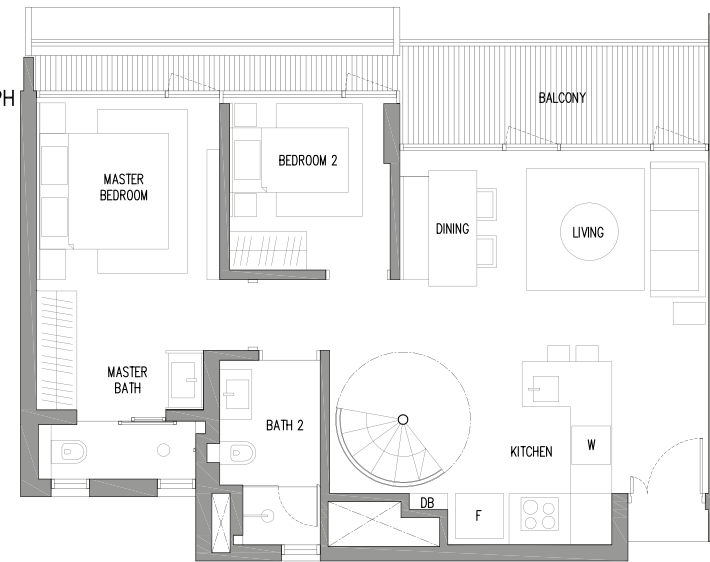 PH
BALCONY
BEDROOM 2
MASTER
BEDROOM
DINING
LIVING
MASTER
BATH
BATH 2
KITCHEN
W
DB
F